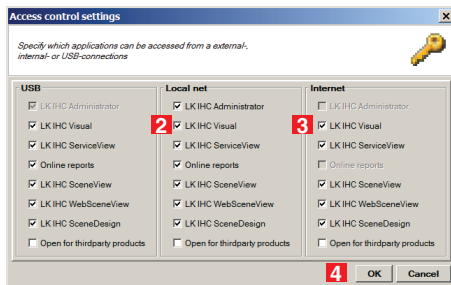 Access control settings
Specify which applications can be accessed from a external-,
internal- or USB-connections
USB
LK IHC Administrator
LK IHC Visual
LK IHC ServiceView
Online reports
LK IHC SceneView
LK IHC WebSceneView
LK IHC SceneDesign
Open for thirdparty products
Local net
LK IHC Administrator
2 LK IHC Visual
LK IHC ServiceView
Online reports
LK IHC SceneView
LK IHC WebSceneView
LK IHC SceneDesign
Open for thirdparty products
Internet
LK IHC Administrator
3 LK IHC Visual
LK IHC ServiceView
Online reports
LK IHC SceneView
LK IHC WebSceneView
LK IHC SceneDesign
Open for thirdparty products
4 OK Cancel